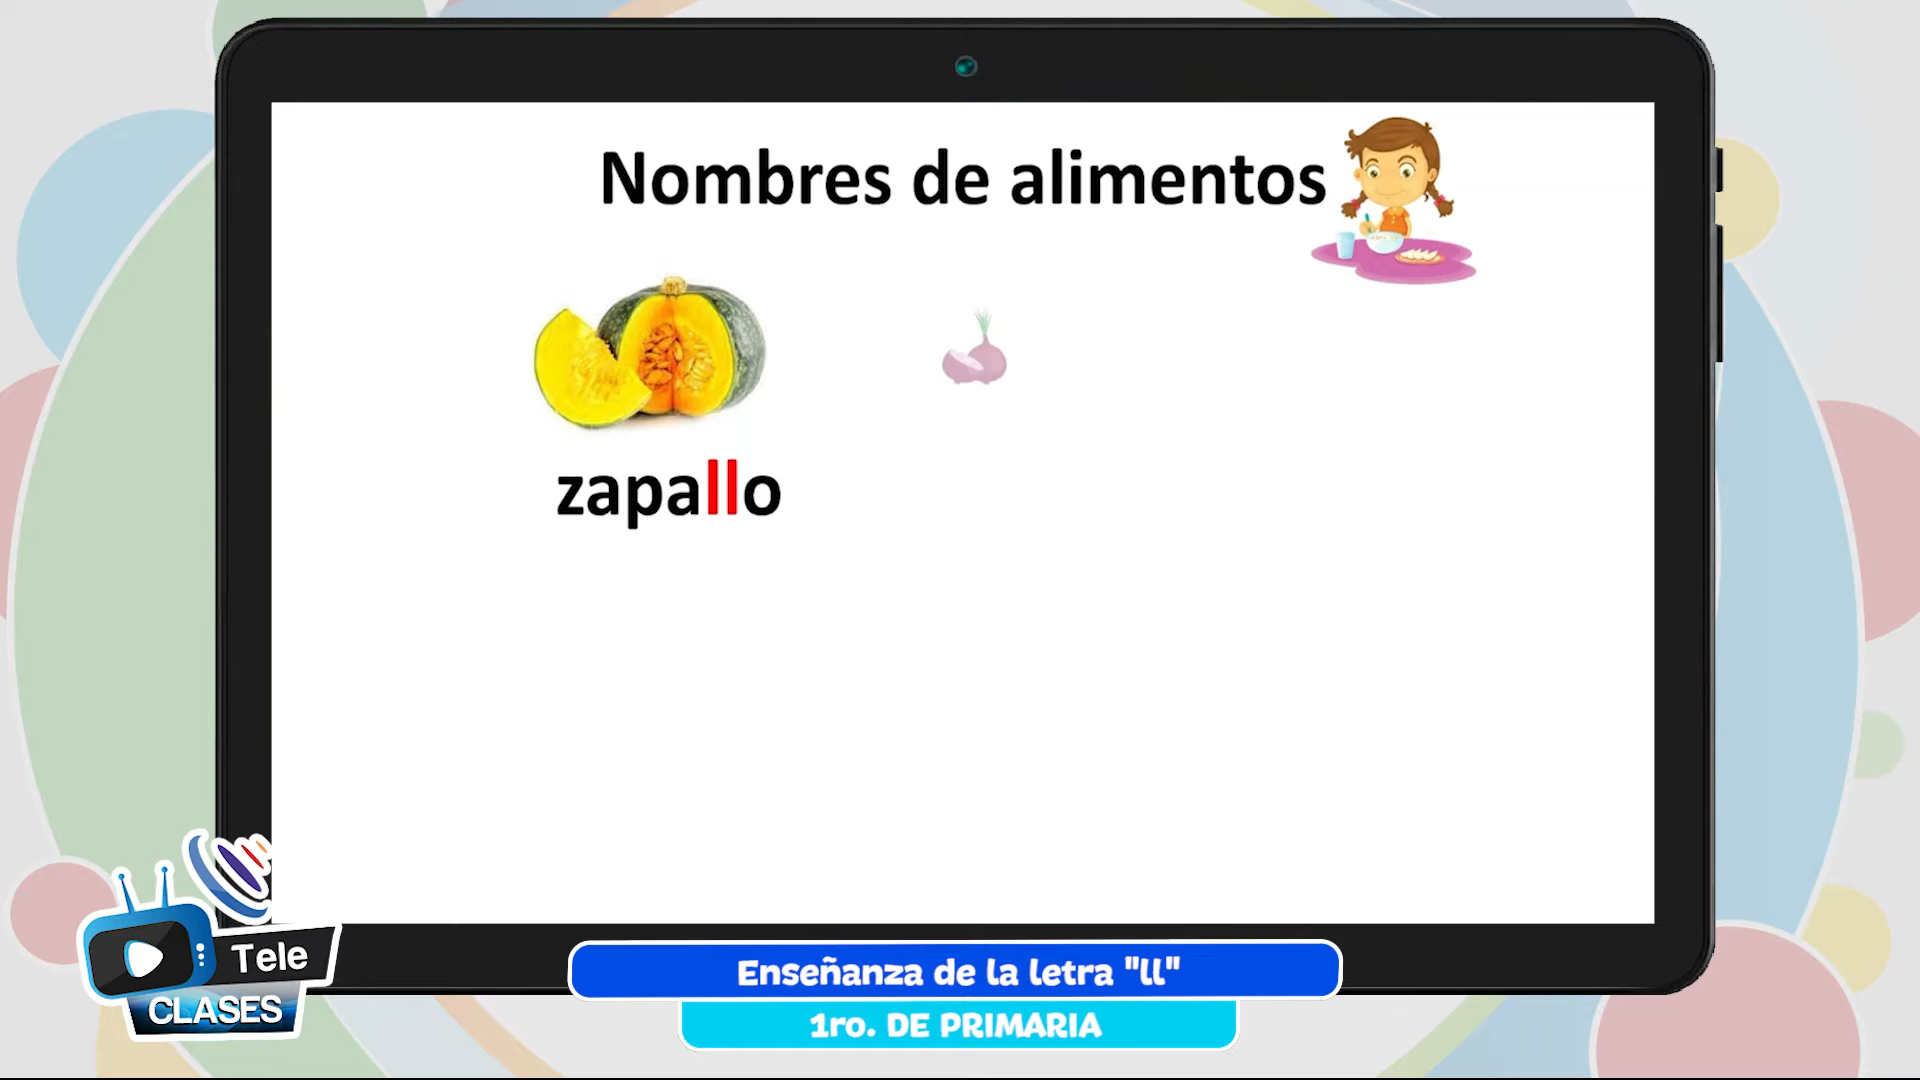 Nombres de alimentos
zapallo
Tele
CLASES
Enseñanza de la letra "ll"
1ro. DE PRIMARIA